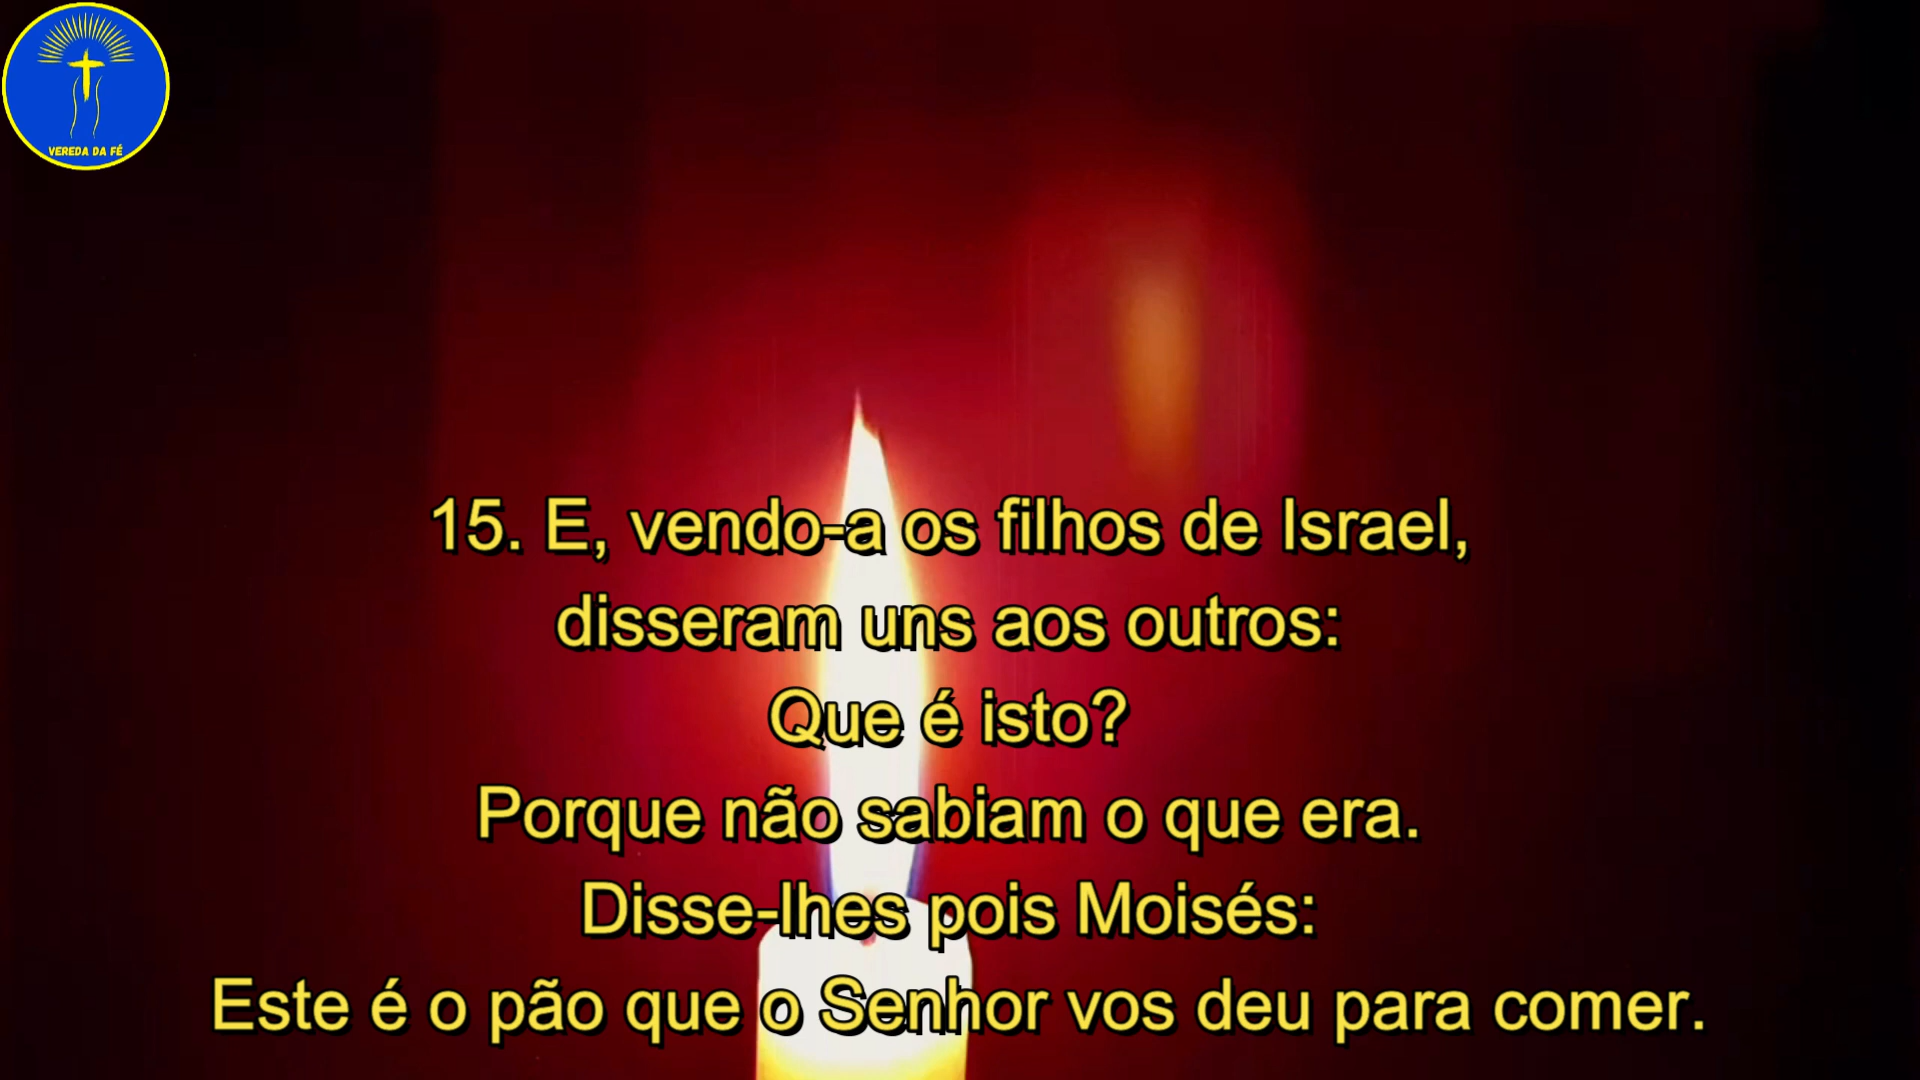 VEREDA DA FÉ
15. E, vendo-a os filhos de Israel,
disseram uns aos outros:
Que é isto?
Porque não sabiam o que era.
Disse-lhes pois Moisés:
Este é o pão que o Senhor vos deu para comer.